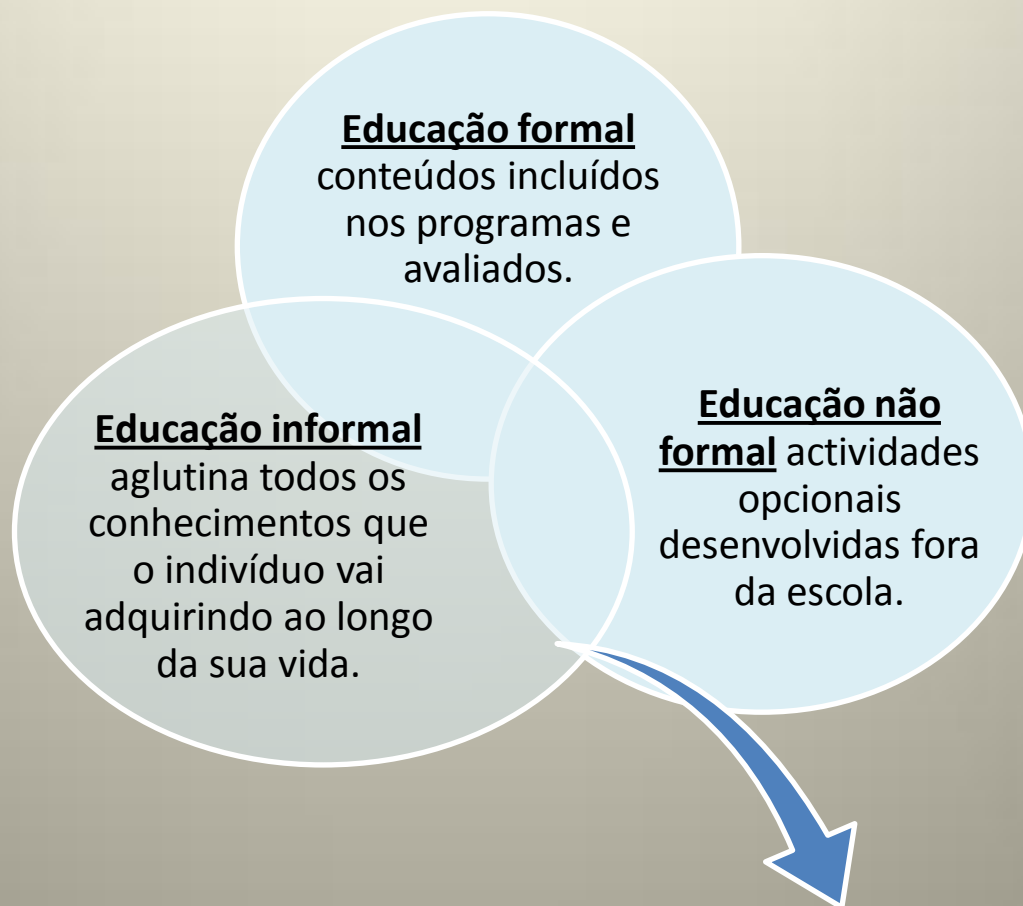 Educação formal
conteúdos incluídos
nos programas e
avaliados.
Educação informal
aglutina todos os
conhecimentos que
o indivíduo vai
adquirindo ao longo
da sua vida.
Educação não
formal actividades
opcionais
desenvolvidas fora
da escola.